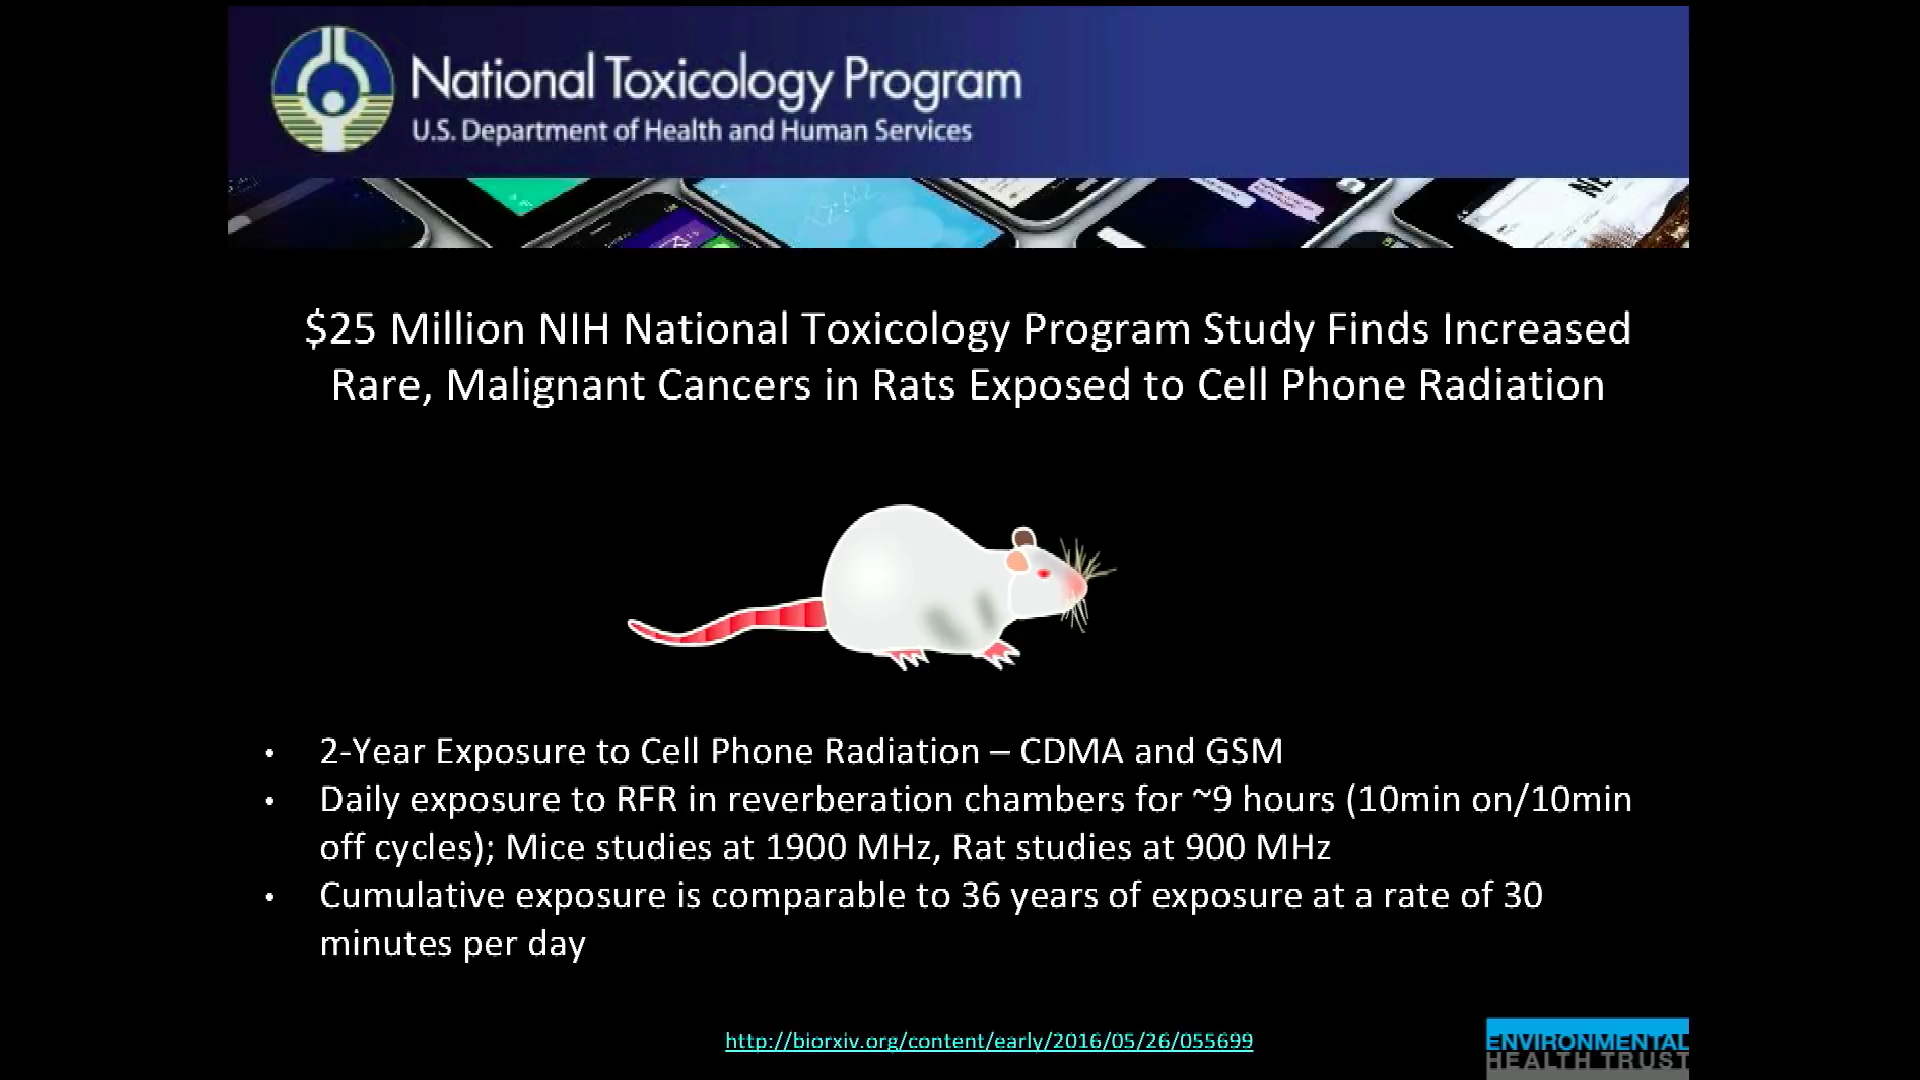 National Toxicology Program
U.S. Department of Health and Human Services
$25 Million NIH National Toxicology Program Study Finds Increased
Rare, Malignant Cancers in Rats Exposed to Cell Phone Radiation
• 2-Year Exposure to Cell Phone Radiation – CDMA and GSM
• Daily exposure to RFR in reverberation chambers for ~9 hours (10min on/10min
off cycles); Mice studies at 1900 MHz, Rat studies at 900 MHz
• Cumulative exposure is comparable to 36 years of exposure at a rate of 30
minutes per day
http://biorxiv.org/content/early/2016/05/26/055699
ENVIRONMENTAL
HEALTH TRUST